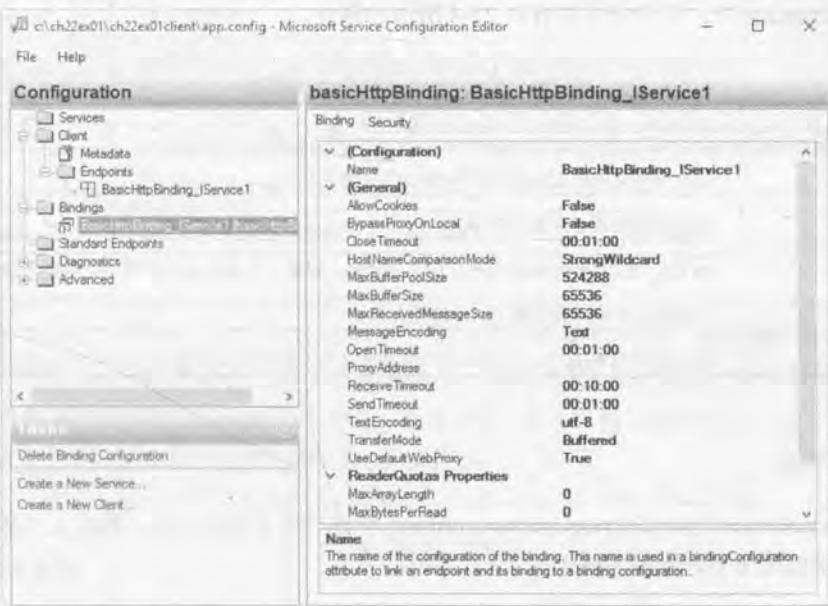 c:\ch22ex01\ch22ex01client\app.config - Microsoft Service Configuration Editor
File Help
Configuration
Services
Client
Metadata
Endpoints
BasicHttpBinding_IService1
Bindings
Standard Endpoints
Diagnostics
Advanced
Delete Binding Configuration
Create a New Service...
Create a New Client...
basicHttpBinding: BasicHttpBinding_IService1
Binding Security
(Configuration)
Name BasicHttpBinding_IService1
(General)
AllowCookies False
BypassProxyOnLocal False
CloseTimeout 00:01:00
HostNameComparisonMode StrongWildcard
MaxBufferPoolSize 524288
MaxBufferSize 65536
MaxReceivedMessageSize 65536
MessageEncoding Text
OpenTimeout 00:01:00
ProxyAddress
ReceiveTimeout 00:10:00
SendTimeout 00:01:00
TextEncoding utf-8
TransferMode Buffered
UseDefaultWebProxy True
ReaderQuotas Properties
MaxArrayLength 0
MaxBytesPerRead 0
Name
The name of the configuration of the binding. This name is used in a bindingConfiguration
attribute to link an endpoint and its binding to a binding configuration.